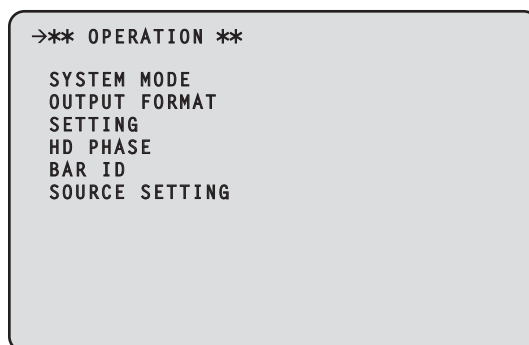 →** OPERATION **
SYSTEM MODE
OUTPUT FORMAT
SETTING
HD PHASE
BAR ID
SOURCE SETTING